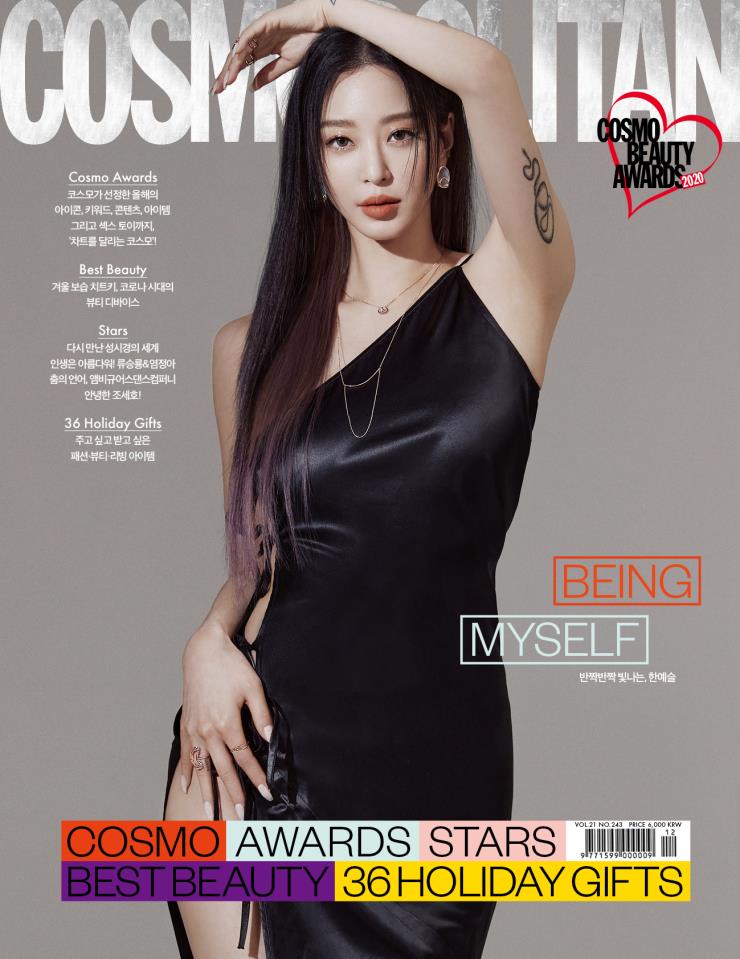 COSMOPOLITAN
COSMO
BEAUTY
AWARDS 2020
Cosmo Awards
코스모가 선정한 올해의
아이콘, 키워드, 콘텐츠, 아이템
그리고 섹스 토이까지,
'차트를 달리는 코스모'!
Best Beauty
겨울 보습 치트키, 코로나 시대의
뷰티 디바이스
Stars
다시 만난 성시경의 세계
인생은 아름다워! 류승룡&염정아
춤의 언어, 앰비규어스댄스컴퍼니
안녕한 조세호!
36 Holiday Gifts
주고 싶고 받고 싶은
패션·뷰티·리빙 아이템
BEING
MYSELF
반짝반짝 빛나는, 한예슬
COSMO AWARDS STARS
BEST BEAUTY 36 HOLIDAY GIFTS
VOL.21 NO.243 PRICE 6,000 KRW
12
9 771599 000009